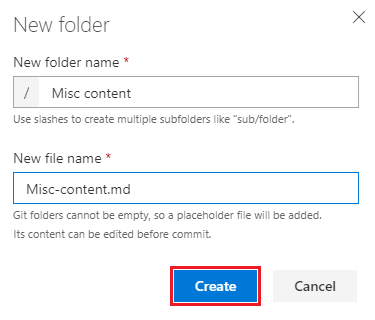 New folder
New folder name *
/ Misc content
Use slashes to create multiple subfolders like "sub/folder".
New file name *
Misc-content.md
Git folders cannot be empty, so a placeholder file will be added.
Its content can be edited before commit.
Create Cancel